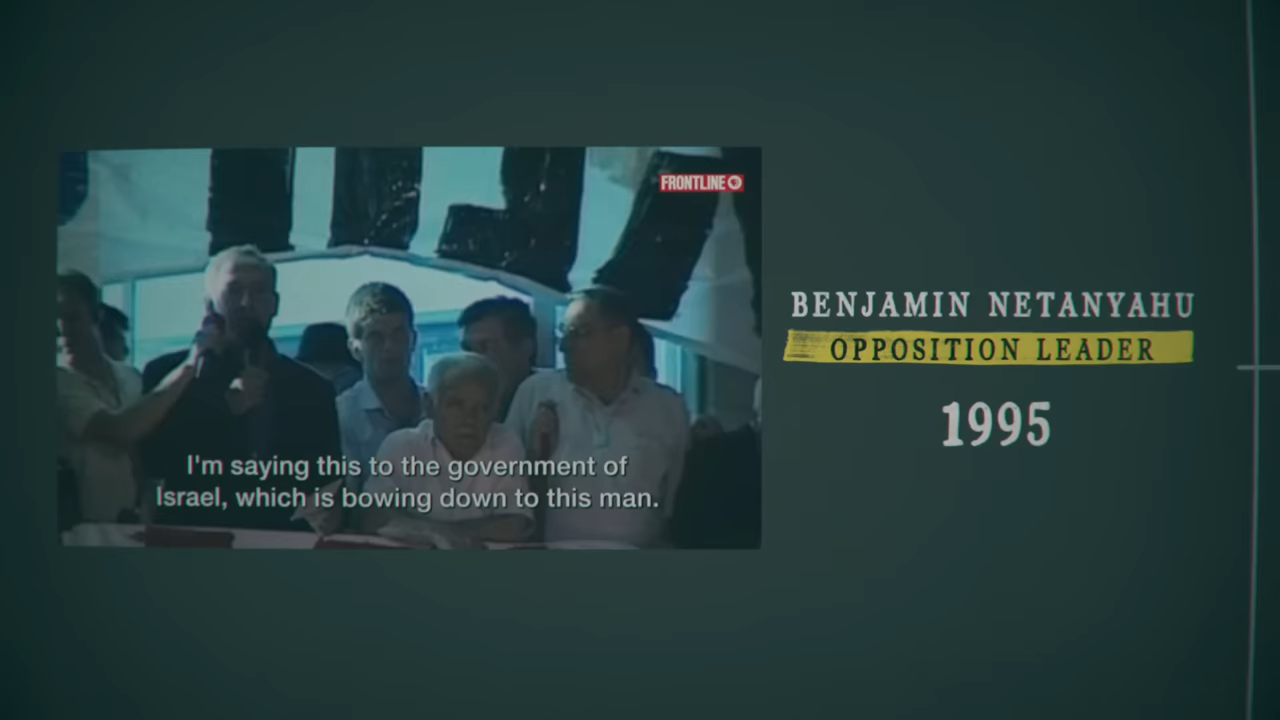 FRONTLINE
I'm saying this to the government of
Israel, which is bowing down to this man.
BENJAMIN NETANYAHU
OPPOSITION LEADER
1995